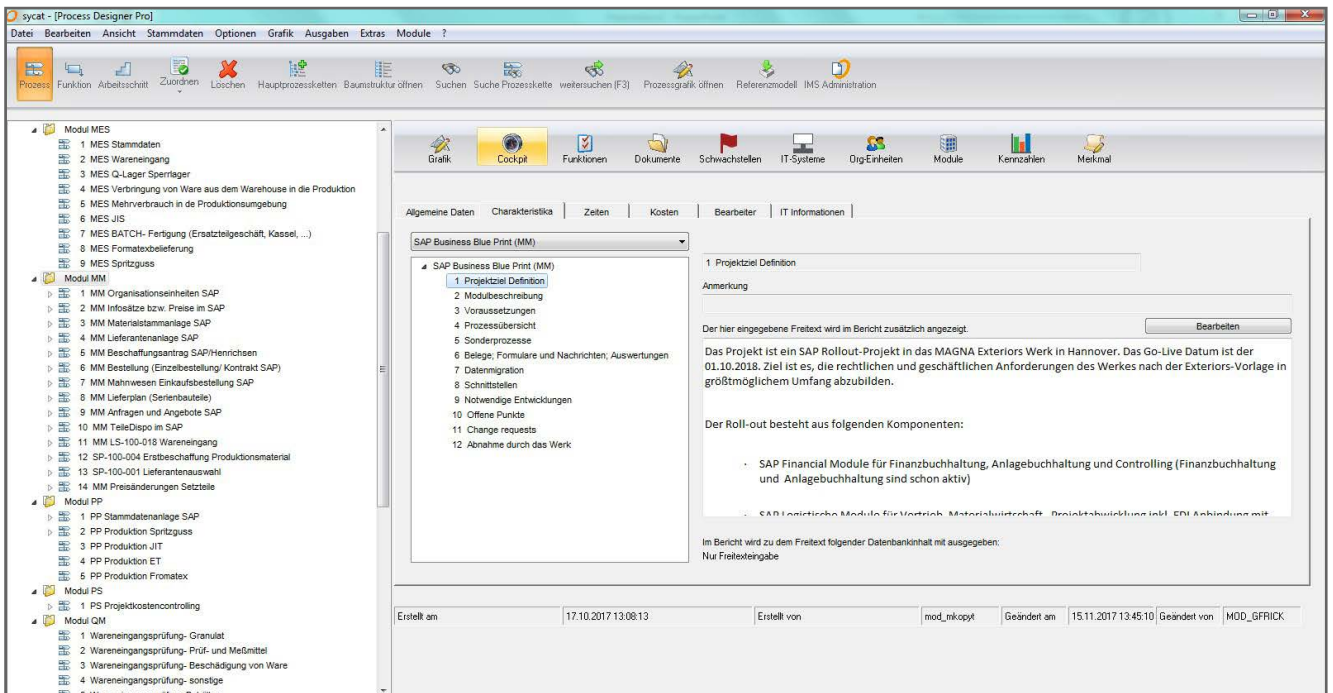 sycat - [Process Designer Pro]
Datei Bearbeiten Ansicht Stammdaten Optionen Grafik Ausgaben Extras Module ?
Prozess Funktion Arbeitsschritt Zuordnen Löschen Hauptprozessketten Baumstruktur öffnen Suchen Suche Prozesskette weitersuchen (F3) Prozessgrafik öffnen Referenzmodell IMS Administration
Modul MES
1 MES Stammdaten
2 MES Wareneingang
3 MES Q-Lager Sperrlager
4 MES Verbringung von Ware aus dem Warehouse in die Produktion
5 MES Mehrverbrauch in de Produktionsumgebung
6 MES JIS
7 MES BATCH- Fertigung (Ersatzteilgeschäft, Kassel, ...)
8 MES Formatexbelieferung
9 MES Spritzguss
Modul MM
1 MM Organisationseinheiten SAP
2 MM Infosätze bzw. Preise im SAP
3 MM Materialstammanlage SAP
4 MM Lieferantenanlage SAP
5 MM Beschaffungsantrag SAP/Henrichsen
6 MM Bestellung (Einzelbestellung/ Kontrakt SAP)
7 MM Mahnwesen Einkaufsbestellung SAP
8 MM Lieferplan (Serienbauteile)
9 MM Anfragen und Angebote SAP
10 MM TeileDispo im SAP
11 MM LS-100-018 Wareneingang
12 SP-100-004 Erstbeschaffung Produktionsmaterial
13 SP-100-001 Lieferantenauswahl
14 MM Preisänderungen Setzteile
Modul PP
1 PP Stammdatenanlage SAP
2 PP Produktion Spritzguss
3 PP Produktion JIT
4 PP Produktion ET
5 PP Produktion Fromatex
Modul PS
1 PS Projektkostencontrolling
Modul QM
1 Wareneingangsprüfung- Granulat
2 Wareneingangsprüfung- Prüf- und Meßmittel
3 Wareneingangsprüfung- Beschädigung von Ware
4 Wareneingangsprüfung- sonstige
Grafik Cockpit Funktionen Dokumente Schwachstellen IT-Systeme Org-Einheiten Module Kennzahlen Merkmal
Allgemeine Daten Charakteristika Zeiten Kosten Bearbeiter IT Informationen
SAP Business Blue Print (MM)
SAP Business Blue Print (MM)
1 Projektziel Definition
2 Modulbeschreibung
3 Voraussetzungen
4 Prozessübersicht
5 Sonderprozesse
6 Belege; Formulare und Nachrichten; Auswertungen
7 Datenmigration
8 Schnittstellen
9 Notwendige Entwicklungen
10 Offene Punkte
11 Change requests
12 Abnahme durch das Werk
1 Projektziel Definition
Anmerkung
Der hier eingegebene Freitext wird im Bericht zusätzlich angezeigt.
Bearbeiten
Das Projekt ist ein SAP Rollout-Projekt in das MAGNA Exteriors Werk in Hannover. Das Go-Live Datum ist der
01.10.2018. Ziel ist es, die rechtlichen und geschäftlichen Anforderungen des Werkes nach der Exteriors-Vorlage in
größtmöglichem Umfang abzubilden.
Der Roll-out besteht aus folgenden Komponenten:
· SAP Financial Module für Finanzbuchhaltung, Anlagebuchhaltung und Controlling (Finanzbuchhaltung
und Anlagebuchhaltung sind schon aktiv)
· SAP Logistische Module für Vertrieb, Materialwirtschaft, Projektabwicklung inkl. EDI Anbindung mit
Im Bericht wird zu dem Freitext folgender Datenbankinhalt mit ausgegeben:
Nur Freitexteingabe
Erstellt am 17.10.2017 13:08:13 Erstellt von mod_mkopyt Geändert am 15.11.2017 13:45:10 Geändert von MOD_GFRICK